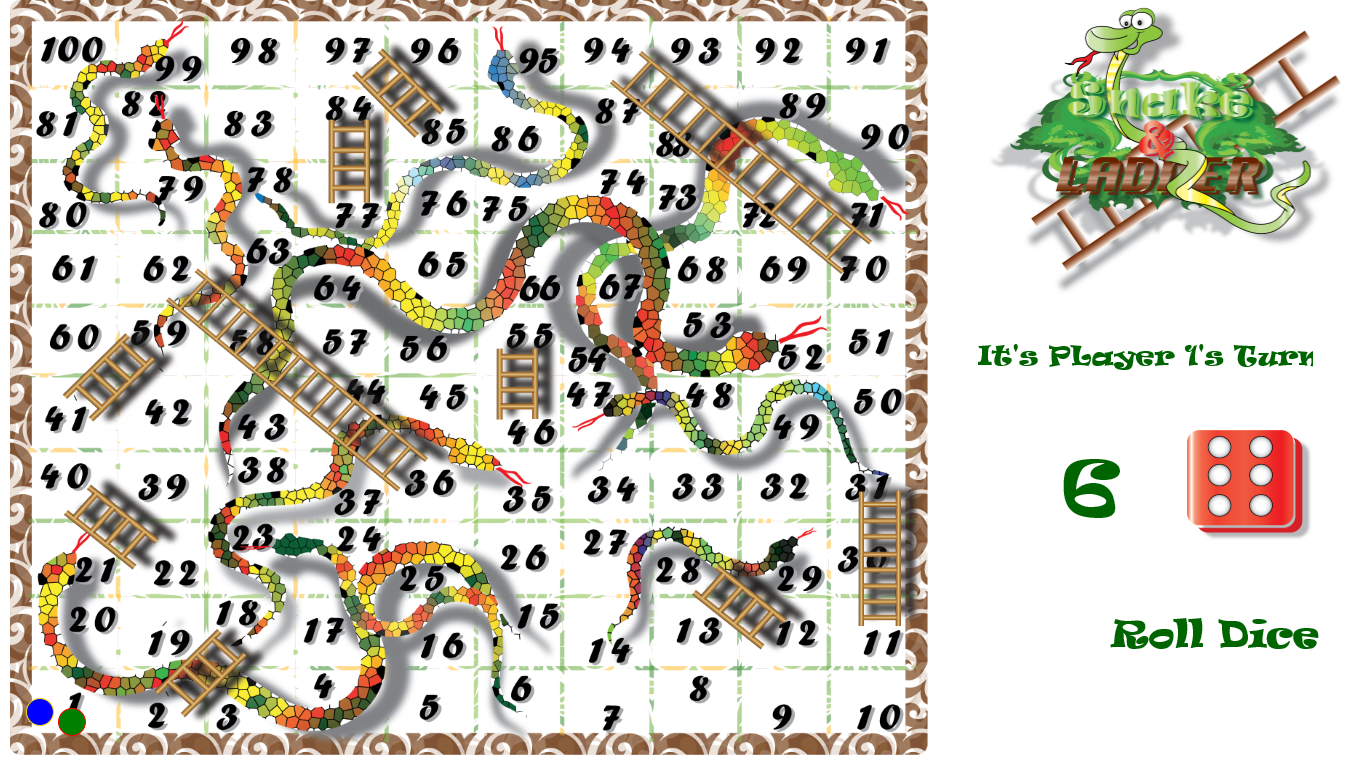 100 99 98 97 96 95 94 93 92 91
81 82 83 84 85 86 87 88 89 90
80 79 78 77 76 75 74 73 72 71
61 62 63 64 65 66 67 68 69 70
60 59 58 57 56 55 54 53 52 51
41 42 43 44 45 46 47 48 49 50
40 39 38 37 36 35 34 33 32 31
21 22 23 24 25 26 27 28 29 30
20 19 18 17 16 15 14 13 12 11
1 2 3 4 5 6 7 8 9 10
Snake
&
LADDER
It's PLayer 1's Turn
6
Roll Dice